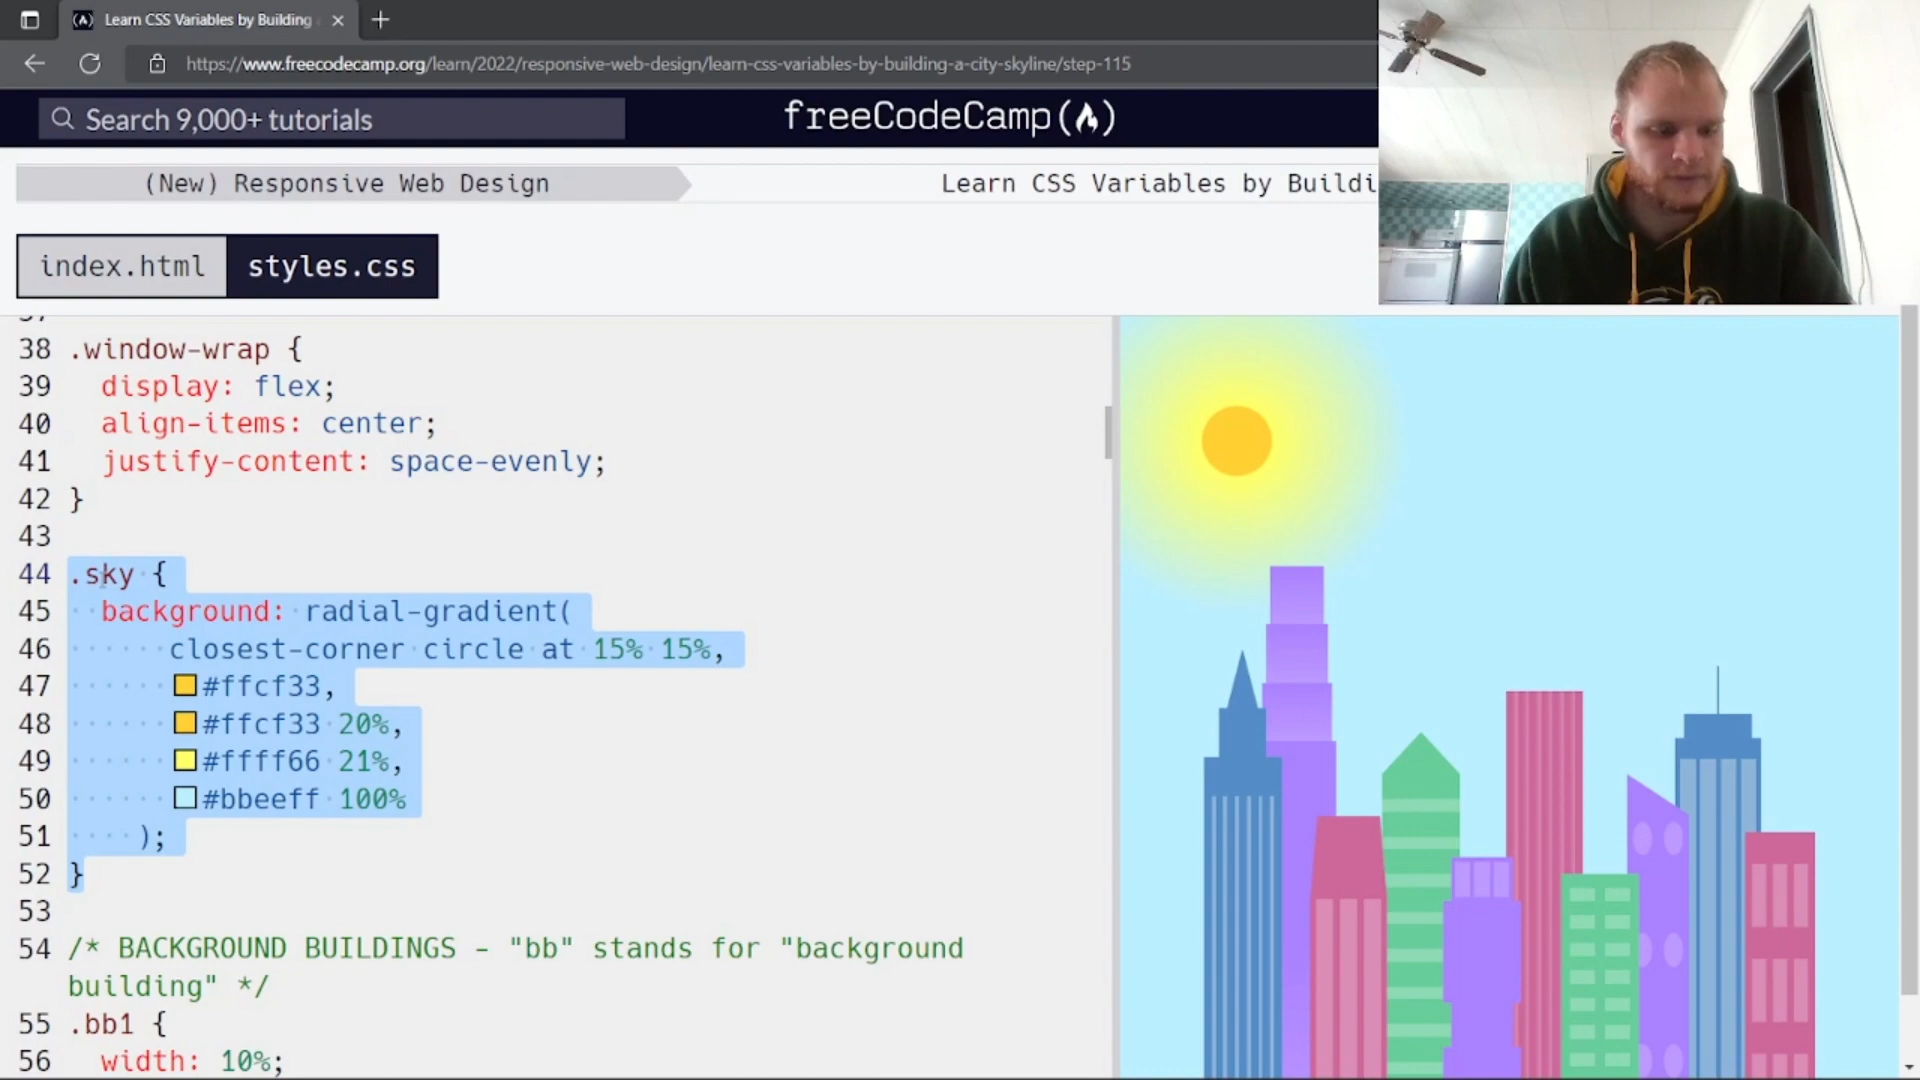 Learn CSS Variables by Building
https://www.freecodecamp.org/learn/2022/responsive-web-design/learn-css-variables-by-building-a-city-skyline/step-115
Search 9,000+ tutorials
freeCodeCamp(🔥)
(New) Responsive Web Design
Learn CSS Variables by Buildi
index.html
styles.css
37
38 .window-wrap {
39 display: flex;
40 align-items: center;
41 justify-content: space-evenly;
42 }
43
44 .sky {
45 background: radial-gradient(
46 closest-corner circle at 15% 15%,
47 #ffcf33,
48 #ffcf33 20%,
49 #ffff66 21%,
50 #bbeeff 100%
51 );
52 }
53
54 /* BACKGROUND BUILDINGS - "bb" stands for "background
building" */
55 .bb1 {
56 width: 10%;